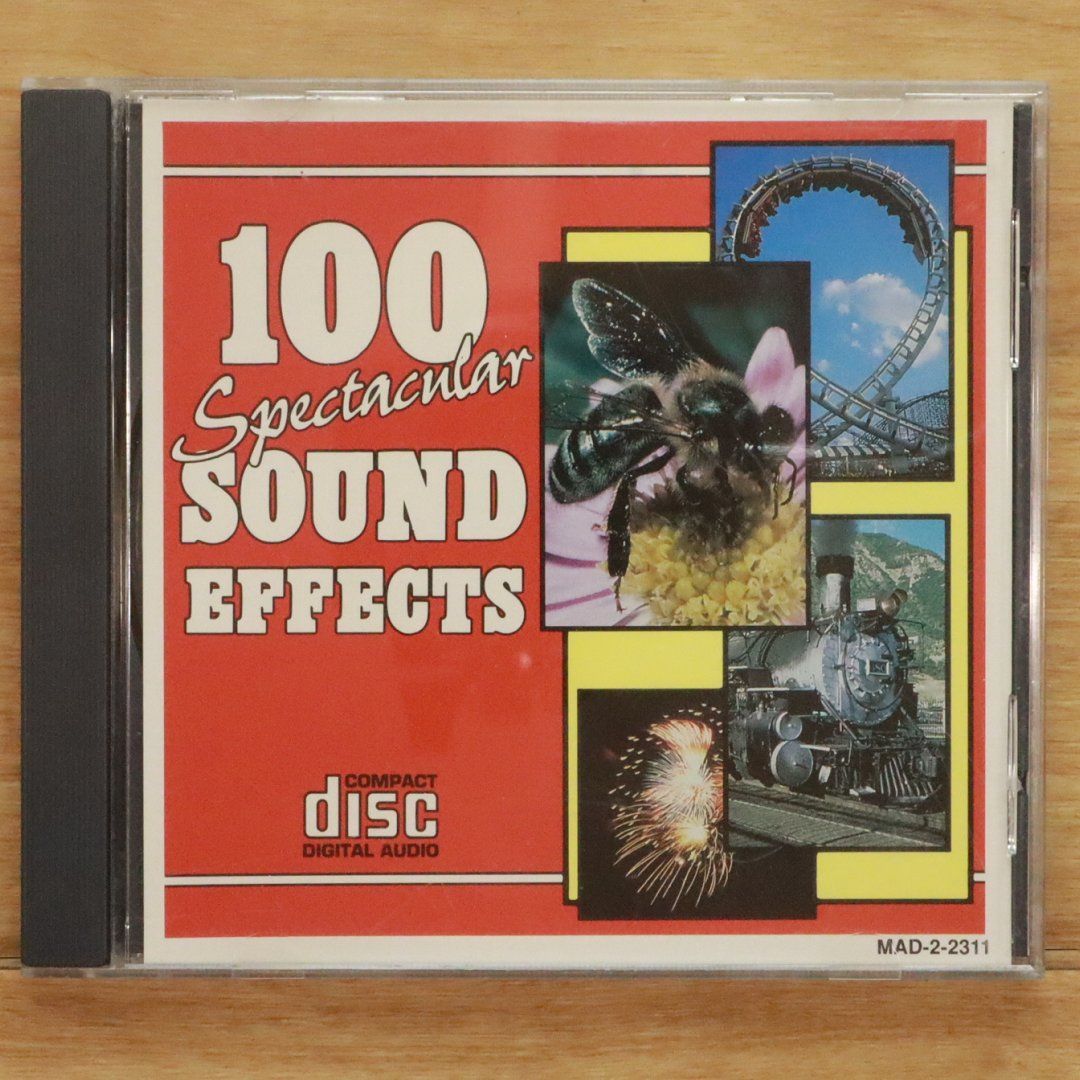 100
Spectacular
SOUND
EFFECTS
COMPACT
disc
DIGITAL AUDIO
MAD-2-2311